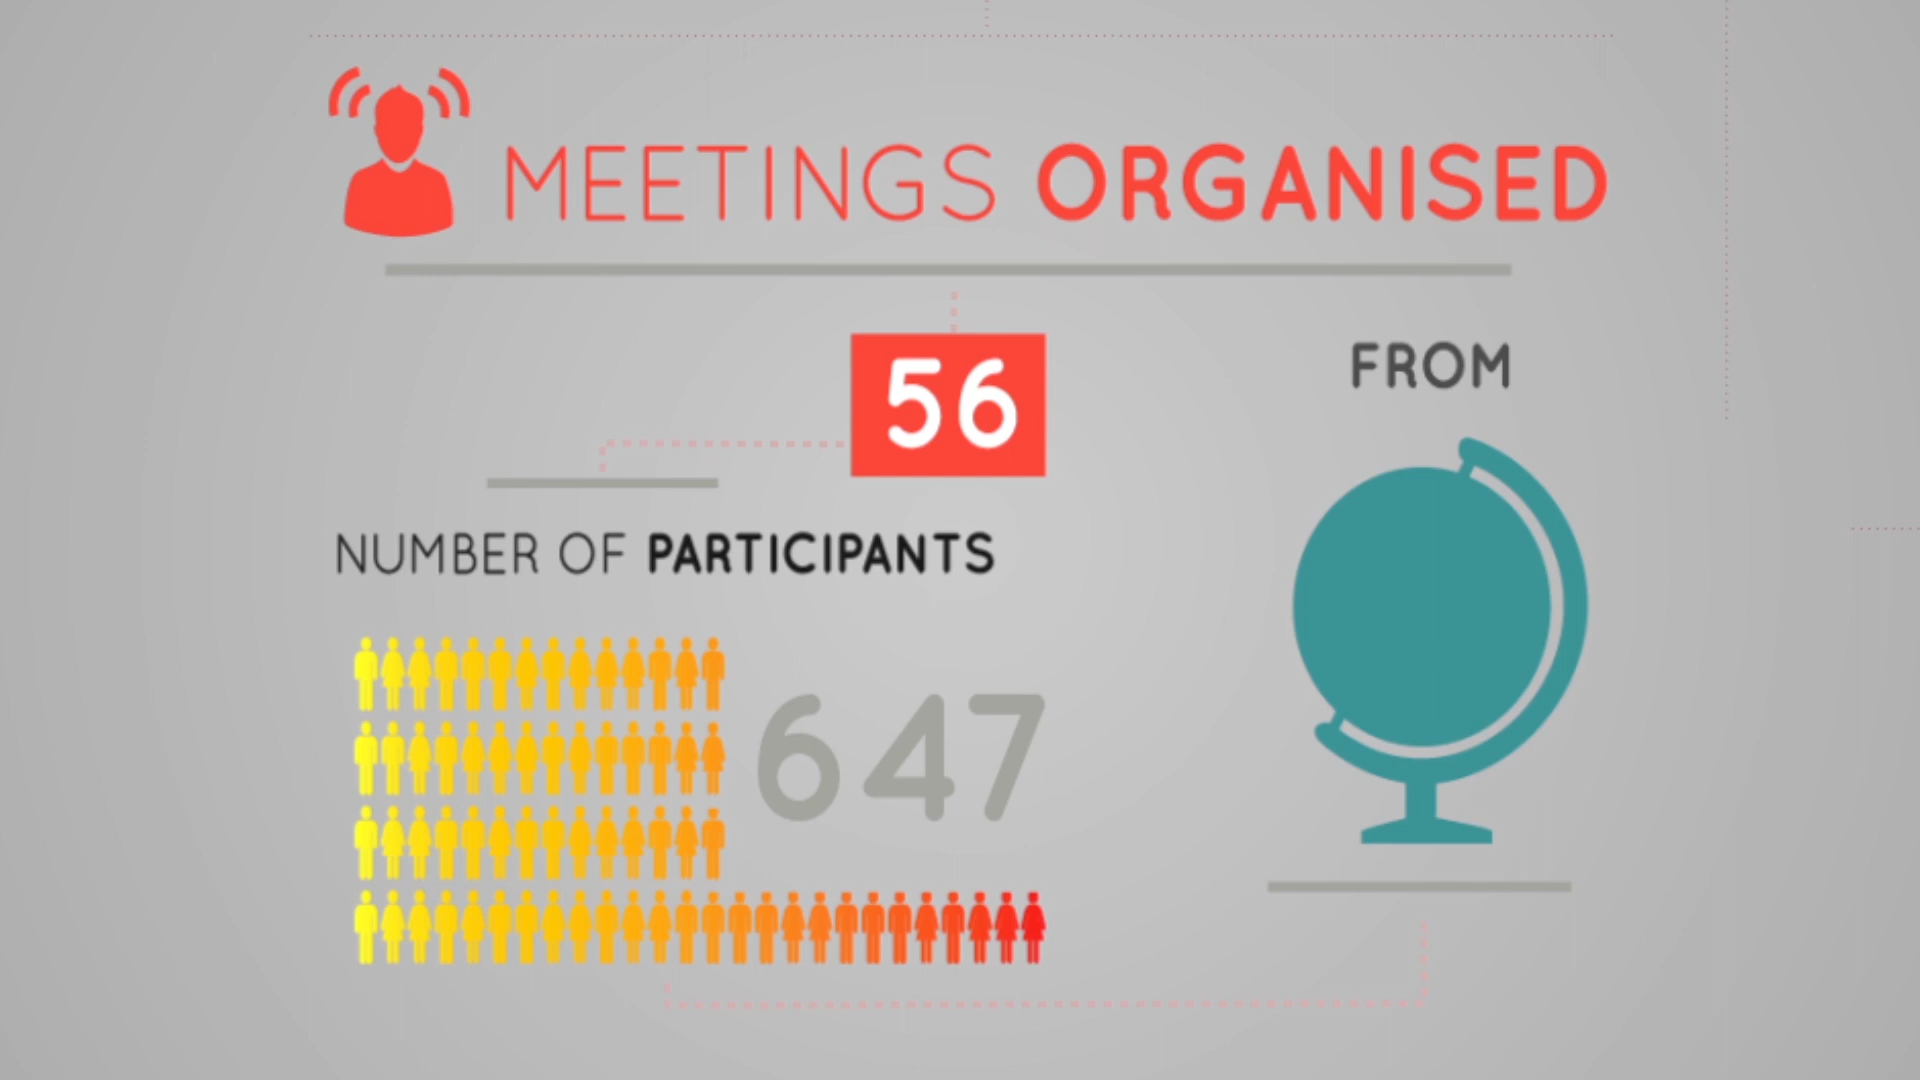 MEETINGS ORGANISED
56
FROM
NUMBER OF PARTICIPANTS
647